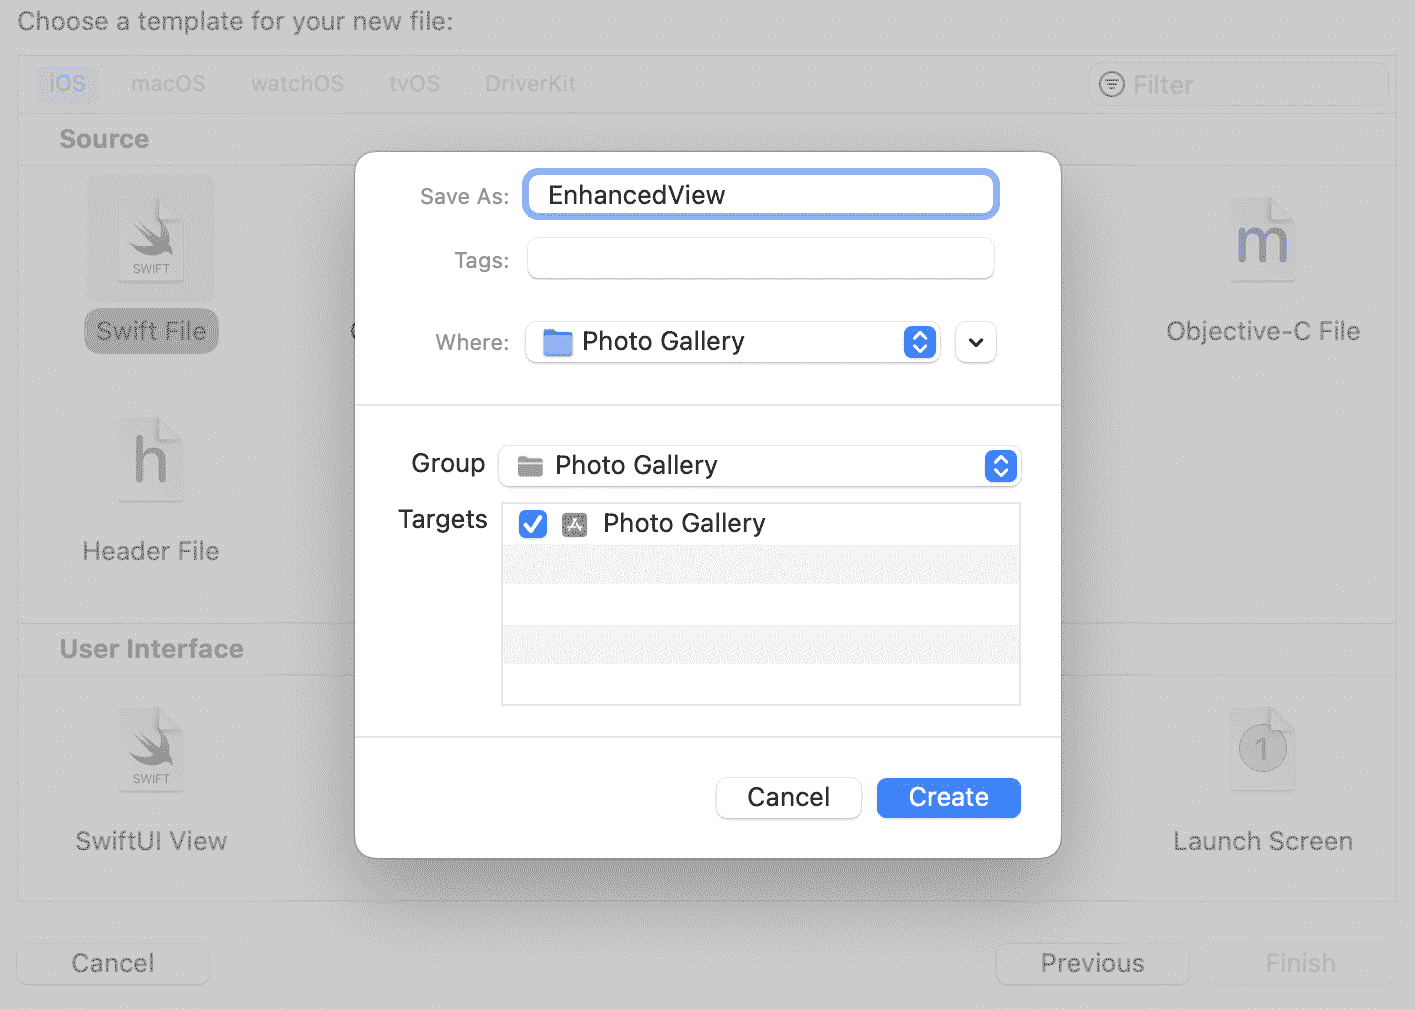 Choose a template for your new file:
iOS macOS watchOS tvOS DriverKit Filter
Source
Save As: EnhancedView
Tags:
SWIFT
m
Swift File
Objective-C File
Where: Photo Gallery
h
Group Photo Gallery
Targets Photo Gallery
Header File
User Interface
SWIFT
1
Cancel Create
SwiftUI View
Launch Screen
Cancel Previous Finish